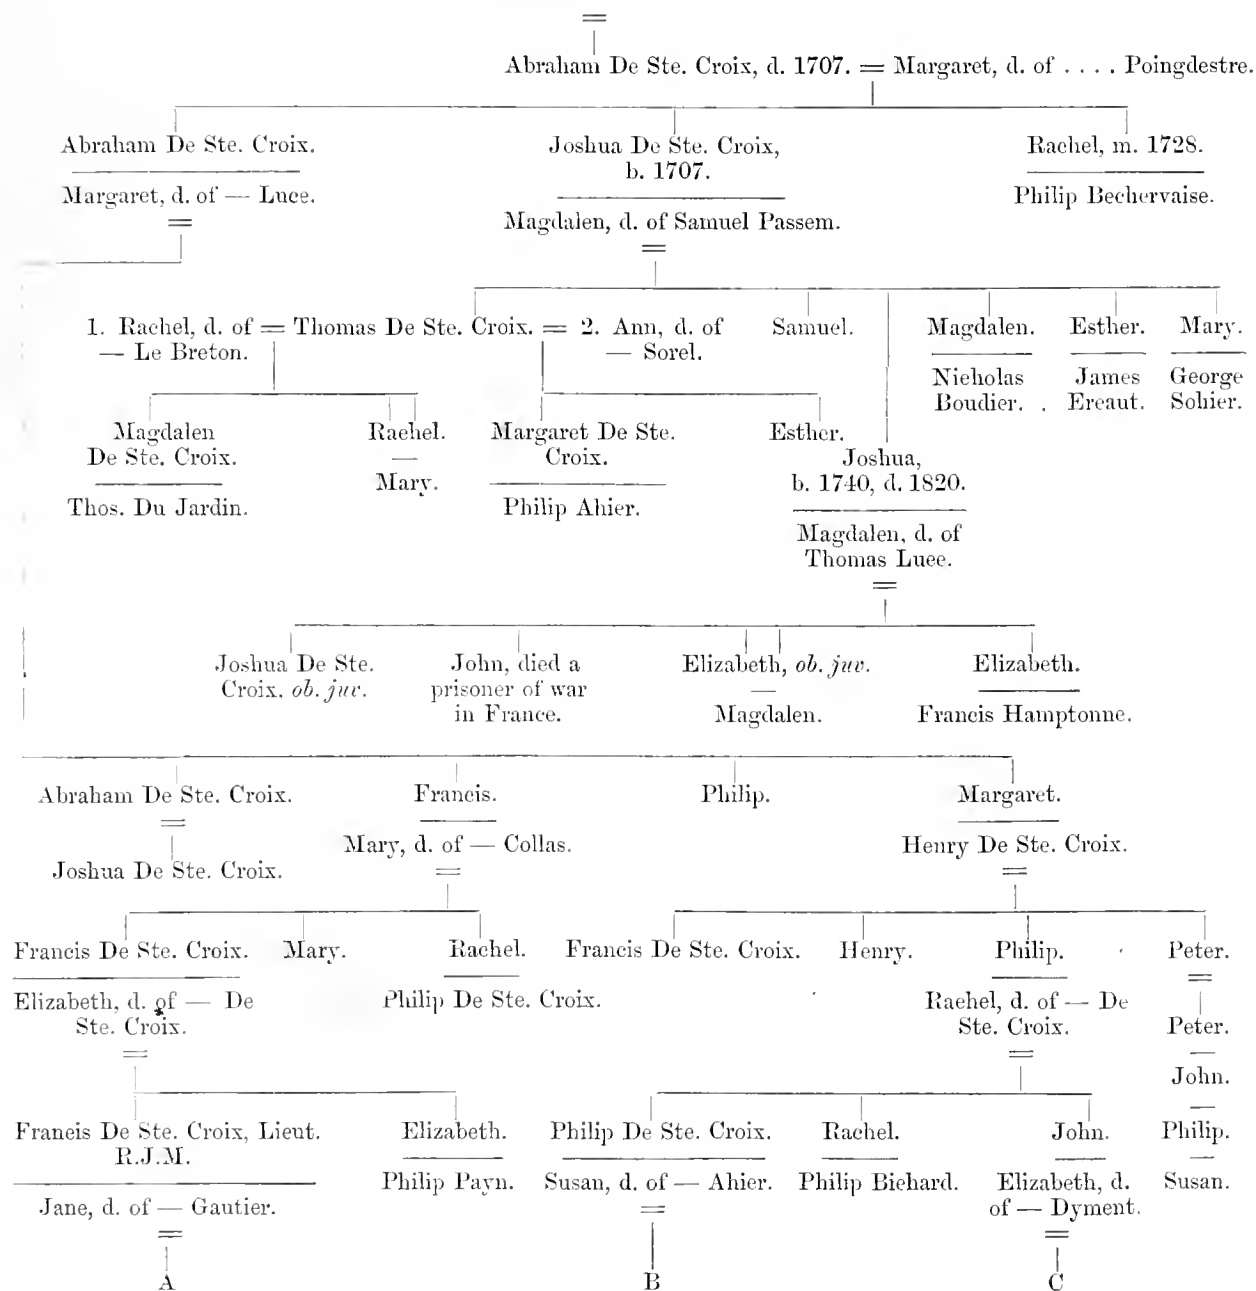 Abraham De Ste. Croix, d. 1707. = Margaret, d. of . . . . Poingdestre.
Abraham De Ste. Croix.
Margaret, d. of — Luce.
Joshua De Ste. Croix,
b. 1707.
Magdalen, d. of Samuel Passem.
Rachel, m. 1728.
Philip Bechervaise.
1. Rachel, d. of = Thomas De Ste. Croix. = 2. Ann, d. of
— Le Breton.
— Sorel.
Samuel.
Magdalen.
Nicholas
Boudier.
Esther.
James
Ereaut.
Mary.
George
Sohier.
Magdalen
De Ste. Croix.
Thos. Du Jardin.
Rachel.
—
Mary.
Margaret De Ste.
Croix.
Philip Ahier.
Esther.
Joshua,
b. 1740, d. 1820.
Magdalen, d. of
Thomas Luce.
Joshua De Ste.
Croix. ob. juv.
John, died a
prisoner of war
in France.
Elizabeth, ob. juv.
—
Magdalen.
Elizabeth.
Francis Hamptonne.
Abraham De Ste. Croix.
Joshua De Ste. Croix.
Francis.
Mary, d. of — Collas.
Philip.
Margaret.
Henry De Ste. Croix.
Francis De Ste. Croix.
Elizabeth, d. of — De
Ste. Croix.
Mary.
Rachel.
Philip De Ste. Croix.
Francis De Ste. Croix.
Henry.
Philip.
Rachel, d. of — De
Ste. Croix.
Peter.
Peter.
—
John.
—
Philip.
—
Susan.
Francis De Ste. Croix, Lieut.
R.J.M.
Jane, d. of — Gautier.
Elizabeth.
Philip Payn.
Philip De Ste. Croix.
Susan, d. of — Ahier.
Rachel.
Philip Bichard.
John.
Elizabeth, d.
of — Dyment.
A
B
C